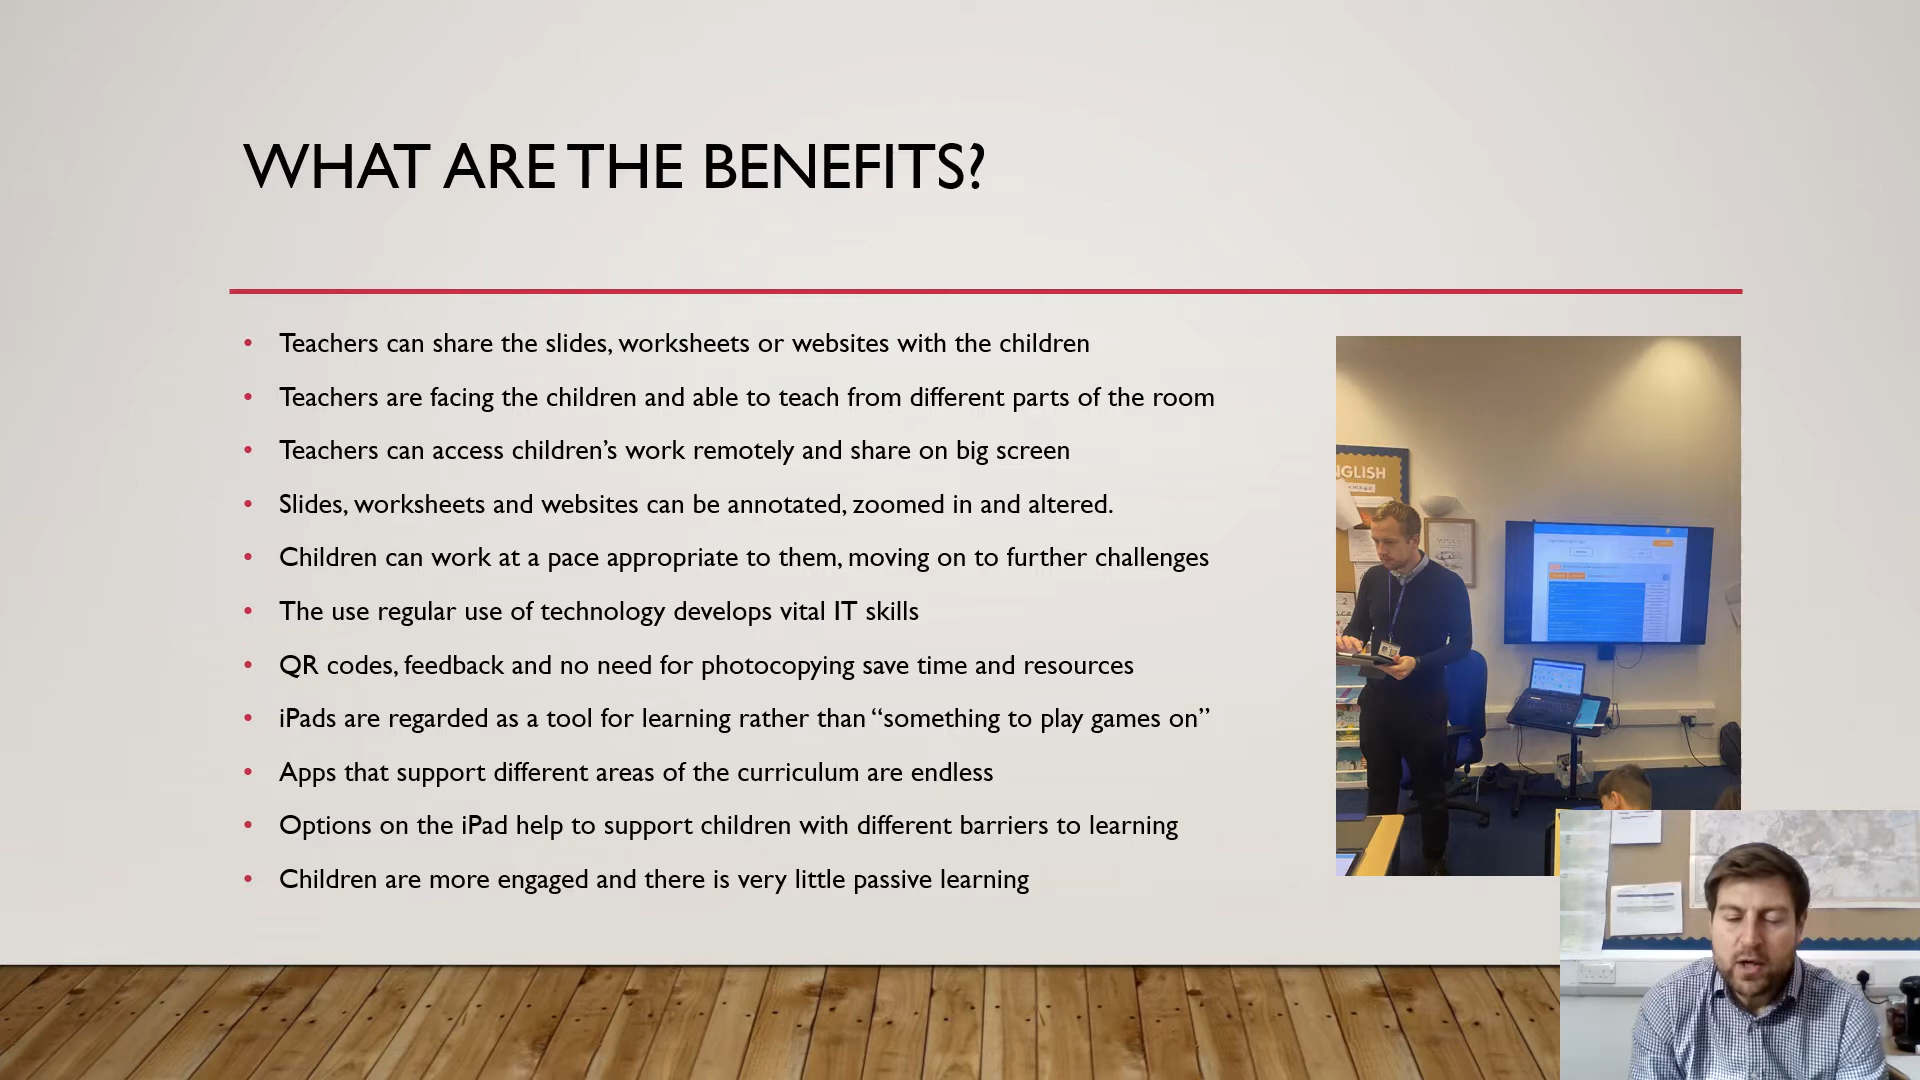 WHAT ARE THE BENEFITS?
• Teachers can share the slides, worksheets or websites with the children
• Teachers are facing the children and able to teach from different parts of the room
• Teachers can access children’s work remotely and share on big screen
• Slides, worksheets and websites can be annotated, zoomed in and altered.
• Children can work at a pace appropriate to them, moving on to further challenges
• The use regular use of technology develops vital IT skills
• QR codes, feedback and no need for photocopying save time and resources
• iPads are regarded as a tool for learning rather than “something to play games on”
• Apps that support different areas of the curriculum are endless
• Options on the iPad help to support children with different barriers to learning
• Children are more engaged and there is very little passive learning